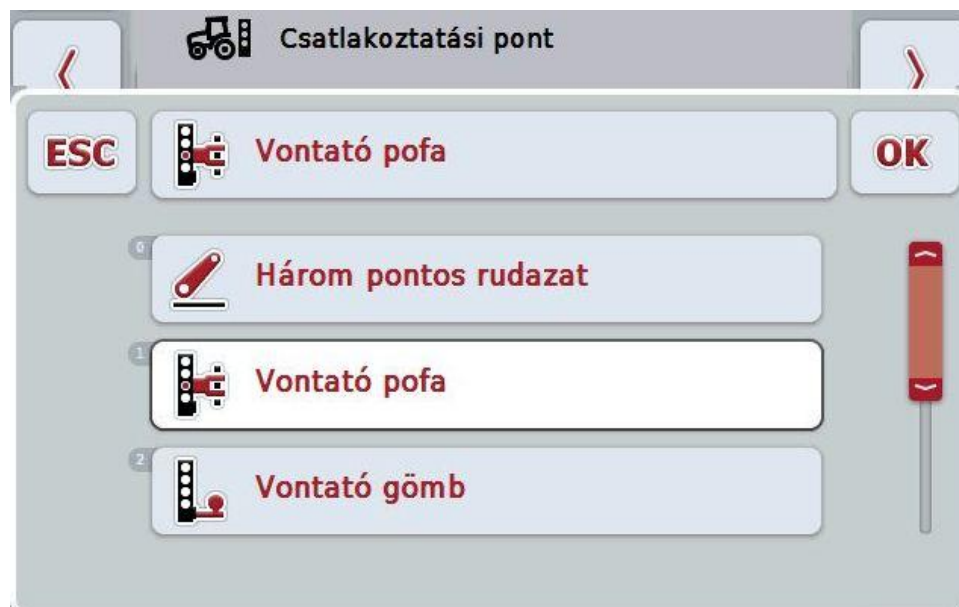 Csatlakoztatási pont
ESC
Vontató pofa
OK
0
Három pontos rudazat
1
Vontató pofa
2
Vontató gömb